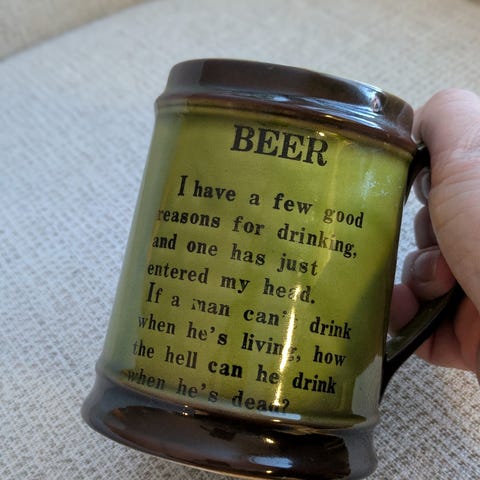 BEER
I have a few good
reasons for drinking,
and one has just
entered my head.
If a man can't drink
when he's living, how
the hell can he drink
when he's dead?